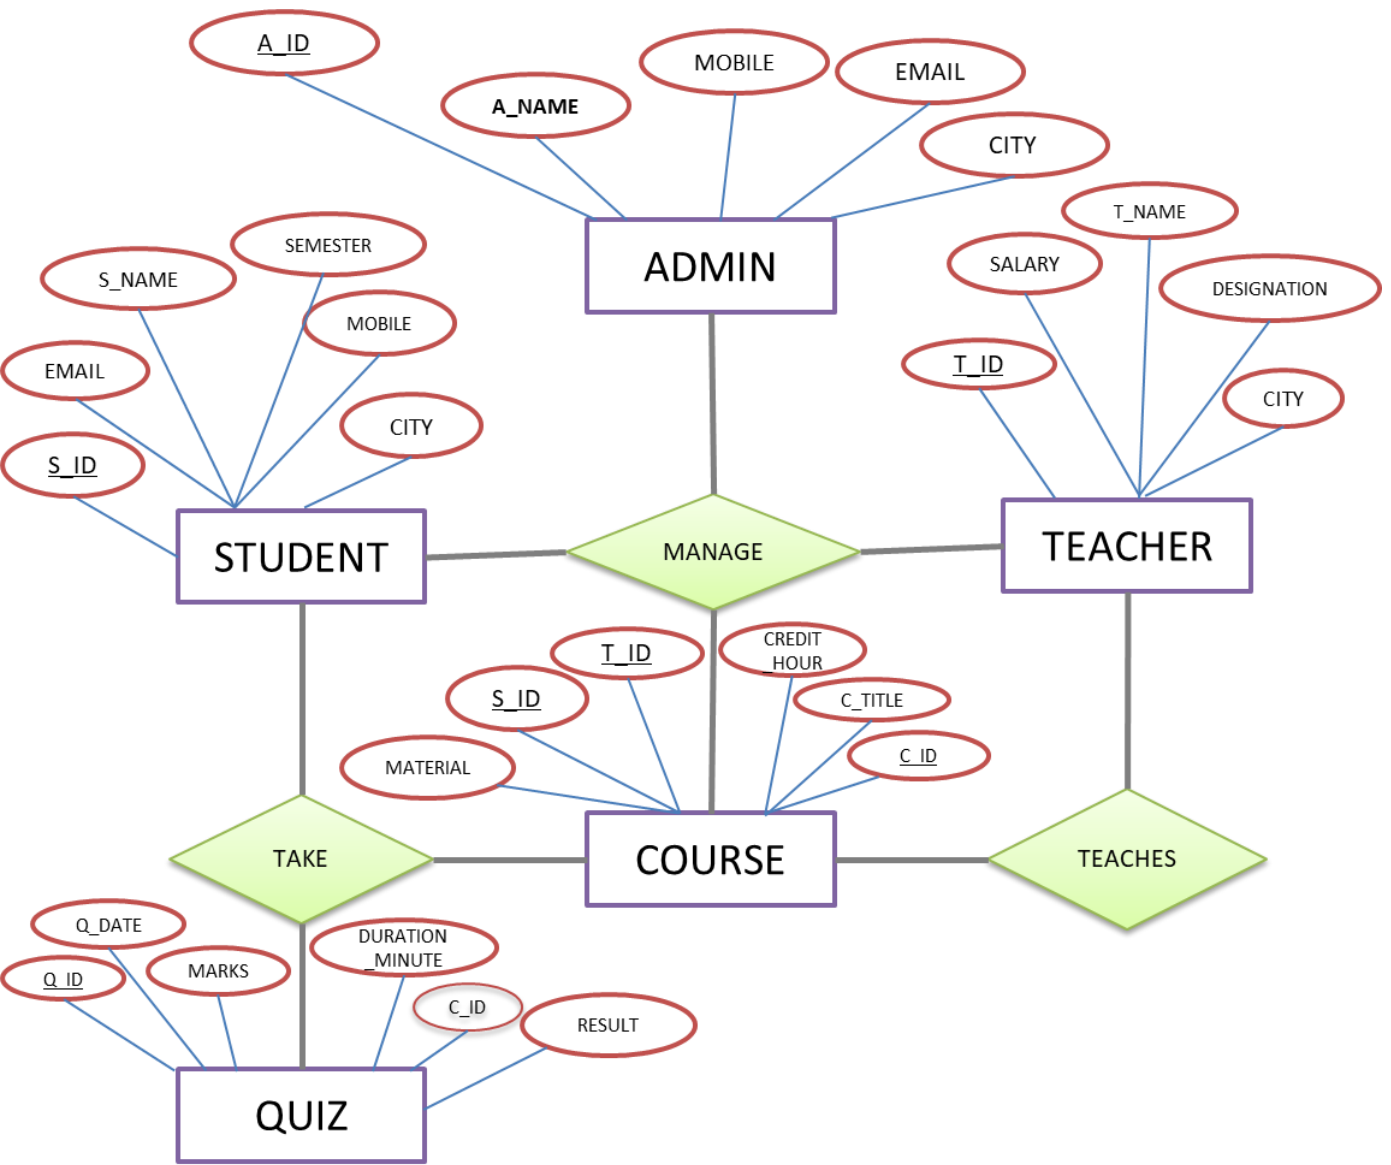 A_ID
A_NAME
MOBILE
EMAIL
CITY
ADMIN
T_NAME
SALARY
DESIGNATION
T_ID
CITY
TEACHER
SEMESTER
S_NAME
MOBILE
EMAIL
CITY
S_ID
STUDENT
MANAGE
T_ID
CREDIT
_HOUR
S_ID
C_TITLE
MATERIAL
C_ID
COURSE
TAKE
TEACHES
Q_DATE
DURATION
_MINUTE
Q_ID
MARKS
C_ID
RESULT
QUIZ